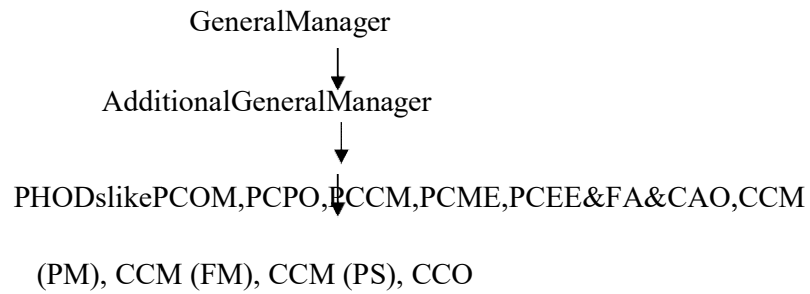 GeneralManager
AdditionalGeneralManager
PHODslikePCOM,PCPO,PCCM,PCME,PCEE&FA&CAO,CCM
(PM), CCM (FM), CCM (PS), CCO